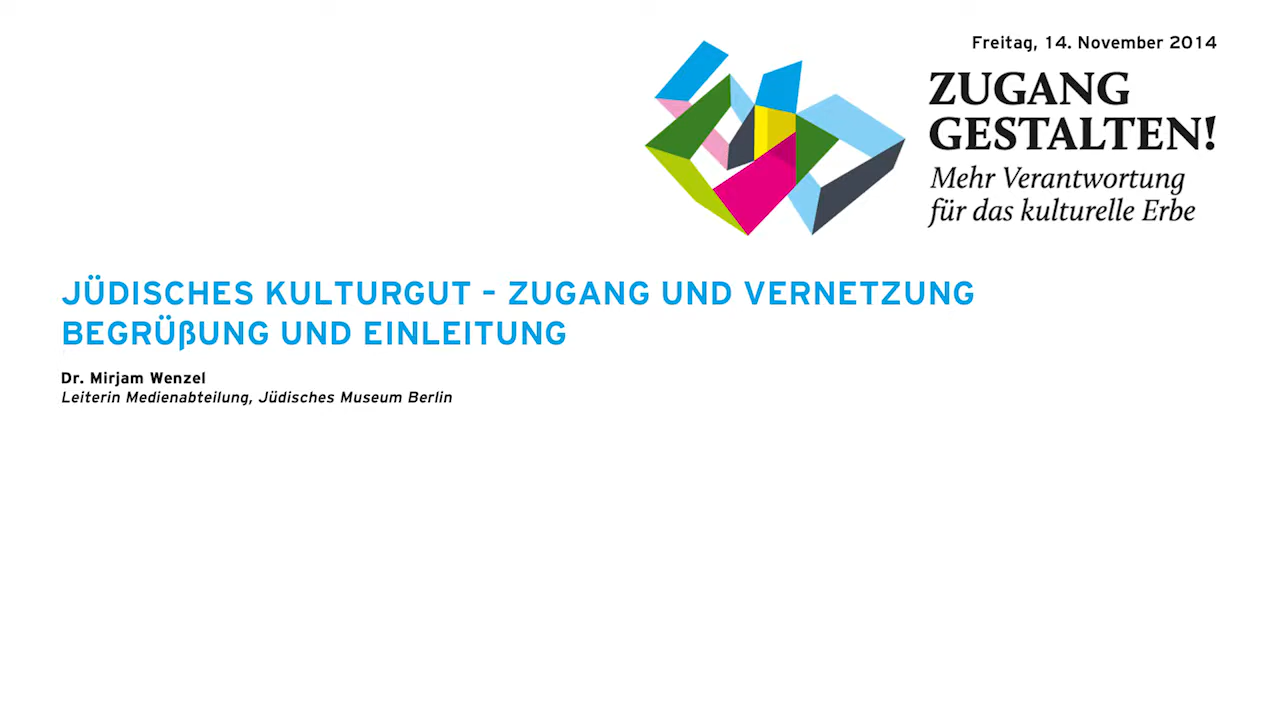 Freitag, 14. November 2014
ZUGANG
GESTALTEN!
Mehr Verantwortung
für das kulturelle Erbe
JÜDISCHES KULTURGUT – ZUGANG UND VERNETZUNG
BEGRÜßUNG UND EINLEITUNG
Dr. Mirjam Wenzel
Leiterin Medienabteilung, Jüdisches Museum Berlin